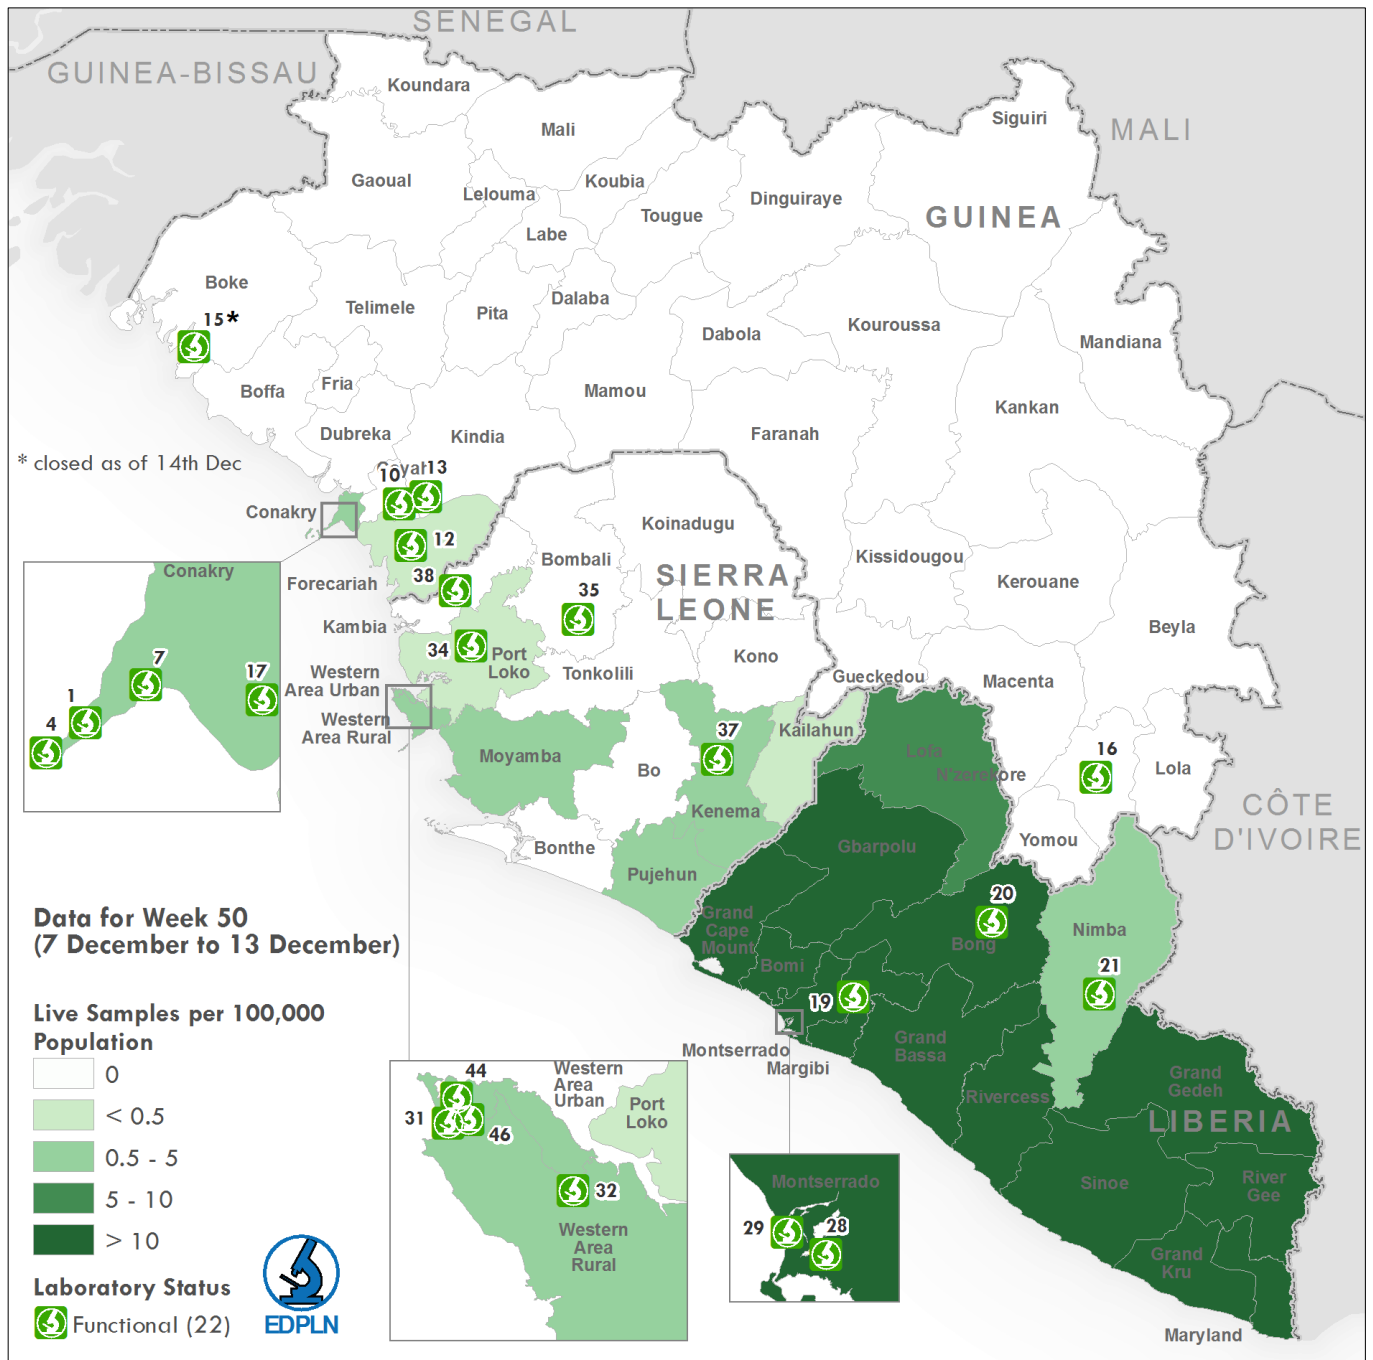 SENEGAL
GUINEA-BISSAU
MALI
CÔTE
D'IVOIRE
GUINEA
Koundara
Mali
Siguiri
Gaoual
Lelouma
Koubia
Dinguiraye
Tougue
Labe
Boke
15*
Telimele
Pita
Dalaba
Dabola
Kouroussa
Mandiana
Boffa
Fria
Mamou
Kankan
Dubreka
Kindia
Faranah
* closed as of 14th Dec
10
13
Conakry
12
Koinadugu
Kissidougou
Kerouane
Bombali
Forecariah
38
SIERRA
LEONE
35
Kambia
34
Port
Loko
Tonkolili
Kono
Beyla
Western
Area Urban
Western
Area Rural
Gueckedou
Macenta
Moyamba
Bo
37
Kailahun
Lofa
N'zerekore
16
Lola
Kenema
Yomou
Bonthe
Pujehun
Gbarpolu
Conakry
7
17
1
4
Grand
Cape
Mount
20
Bong
Nimba
21
Bomi
19
Grand
Bassa
Montserrado
Margibi
Rivercess
Grand
Gedeh
LIBERIA
Sinoe
River
Gee
Grand
Kru
Maryland
Data for Week 50
(7 December to 13 December)
Live Samples per 100,000
Population
0
< 0.5
0.5 - 5
5 - 10
> 10
Laboratory Status
Functional (22)
EDPLN
44
31
46
32
Western
Area
Urban
Port
Loko
Western
Area
Rural
Montserrado
29
28